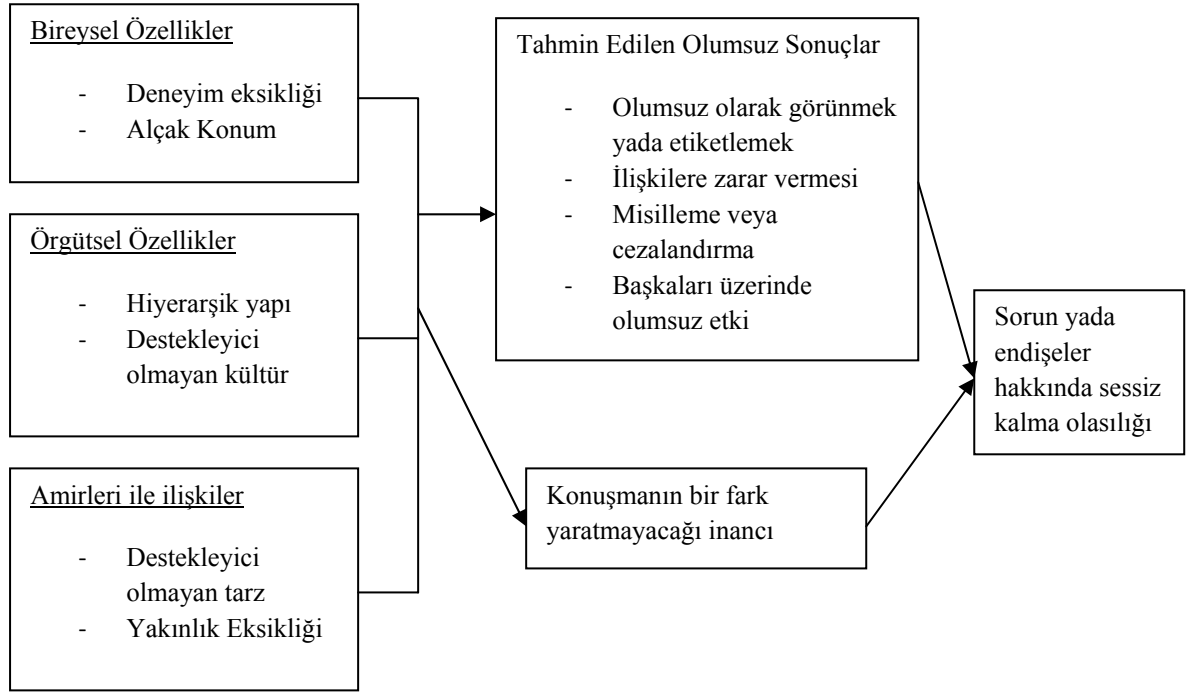 Bireysel Özellikler
- Deneyim eksikliği
- Alçak Konum
Örgütsel Özellikler
- Hiyerarşik yapı
- Destekleyici
olmayan kültür
Amirleri ile ilişkiler
- Destekleyici
olmayan tarz
- Yakınlık Eksikliği
Tahmin Edilen Olumsuz Sonuçlar
- Olumsuz olarak görünmek
yada etiketlemek
- İlişkilere zarar vermesi
- Misilleme veya
cezalandırma
- Başkaları üzerinde
olumsuz etki
Konuşmanın bir fark
yaratmayacağı inancı
Sorun yada
endişeler
hakkında sessiz
kalma olasılığı